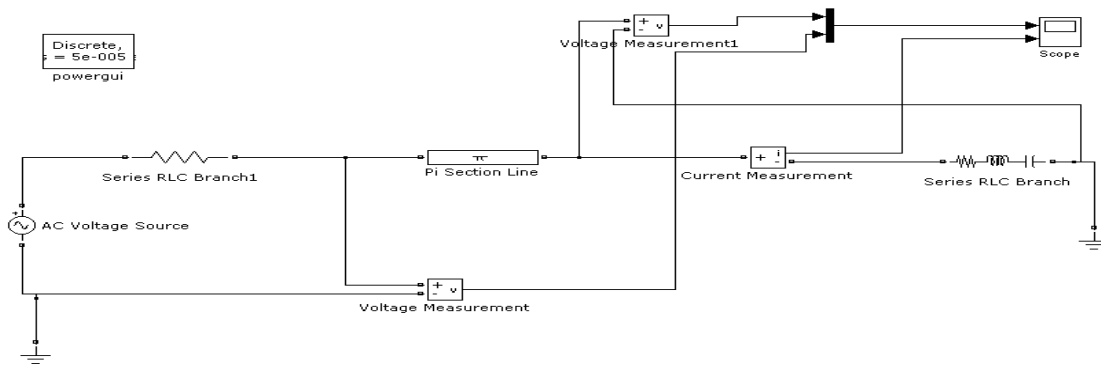 Voltage Measurement1
Discrete,
s = 5e-005
powergui
Scope
Series RLC Branch1
Pi Section Line
Current Measurement
Series RLC Branch
AC Voltage Source
Voltage Measurement
+
-
v
+
-
i
+
-
v
+
π